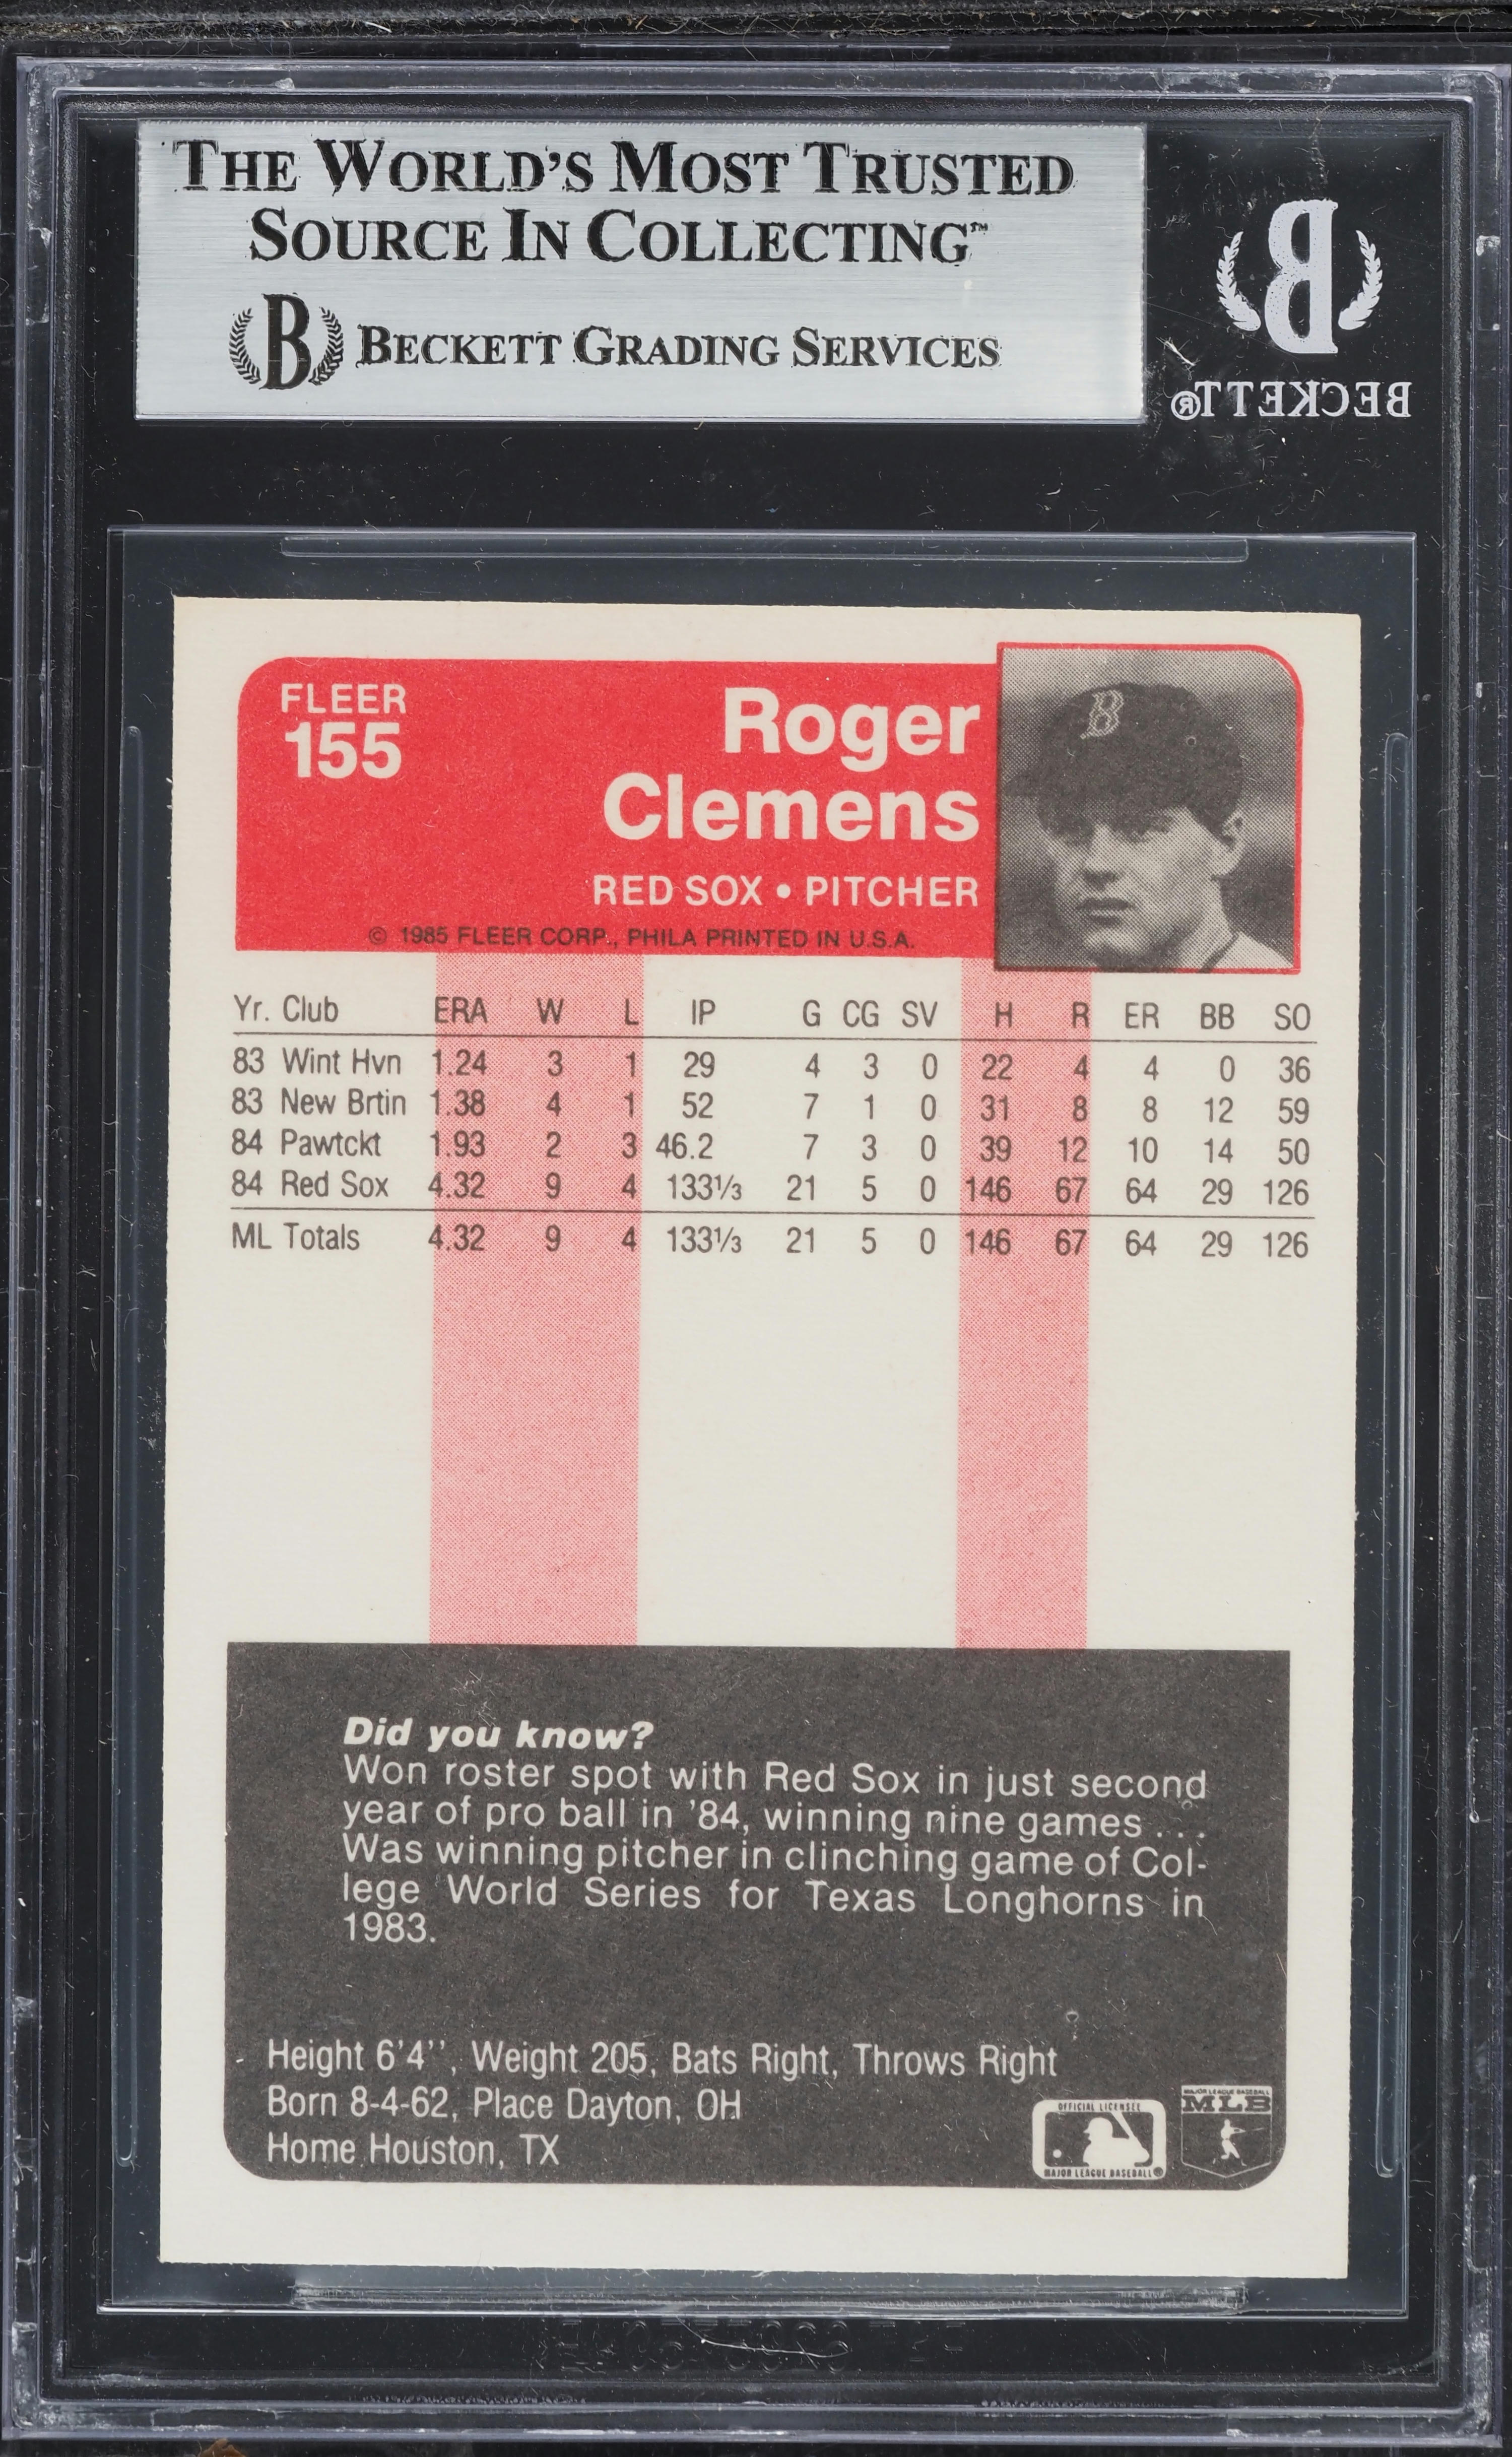 THE WORLD'S MOST TRUSTED
SOURCE IN COLLECTING™
B BECKETT GRADING SERVICES
B
BECKETT®
FLEER
155
Roger
Clemens
RED SOX • PITCHER
© 1985 FLEER CORP., PHILA PRINTED IN U.S.A.
B
Yr. Club ERA W L IP G CG SV H R ER BB SO
83 Wint Hvn 1.24 3 1 29 4 3 0 22 4 4 0 36
83 New Brtin 1.38 4 1 52 7 1 0 31 8 8 12 59
84 Pawtckt 1.93 2 3 46.2 7 3 0 39 12 10 14 50
84 Red Sox 4.32 9 4 133⅓ 21 5 0 146 67 64 29 126
ML Totals 4.32 9 4 133⅓ 21 5 0 146 67 64 29 126
Did you know?
Won roster spot with Red Sox in just second
year of pro ball in '84, winning nine games . . .
Was winning pitcher in clinching game of Col-
lege World Series for Texas Longhorns in
1983.
Height 6'4'', Weight 205, Bats Right, Throws Right
Born 8-4-62, Place Dayton, OH
Home Houston, TX
OFFICIAL LICENSEE
MAJOR LEAGUE BASEBALL®
MAJOR LEAGUE BASEBALL
MLB